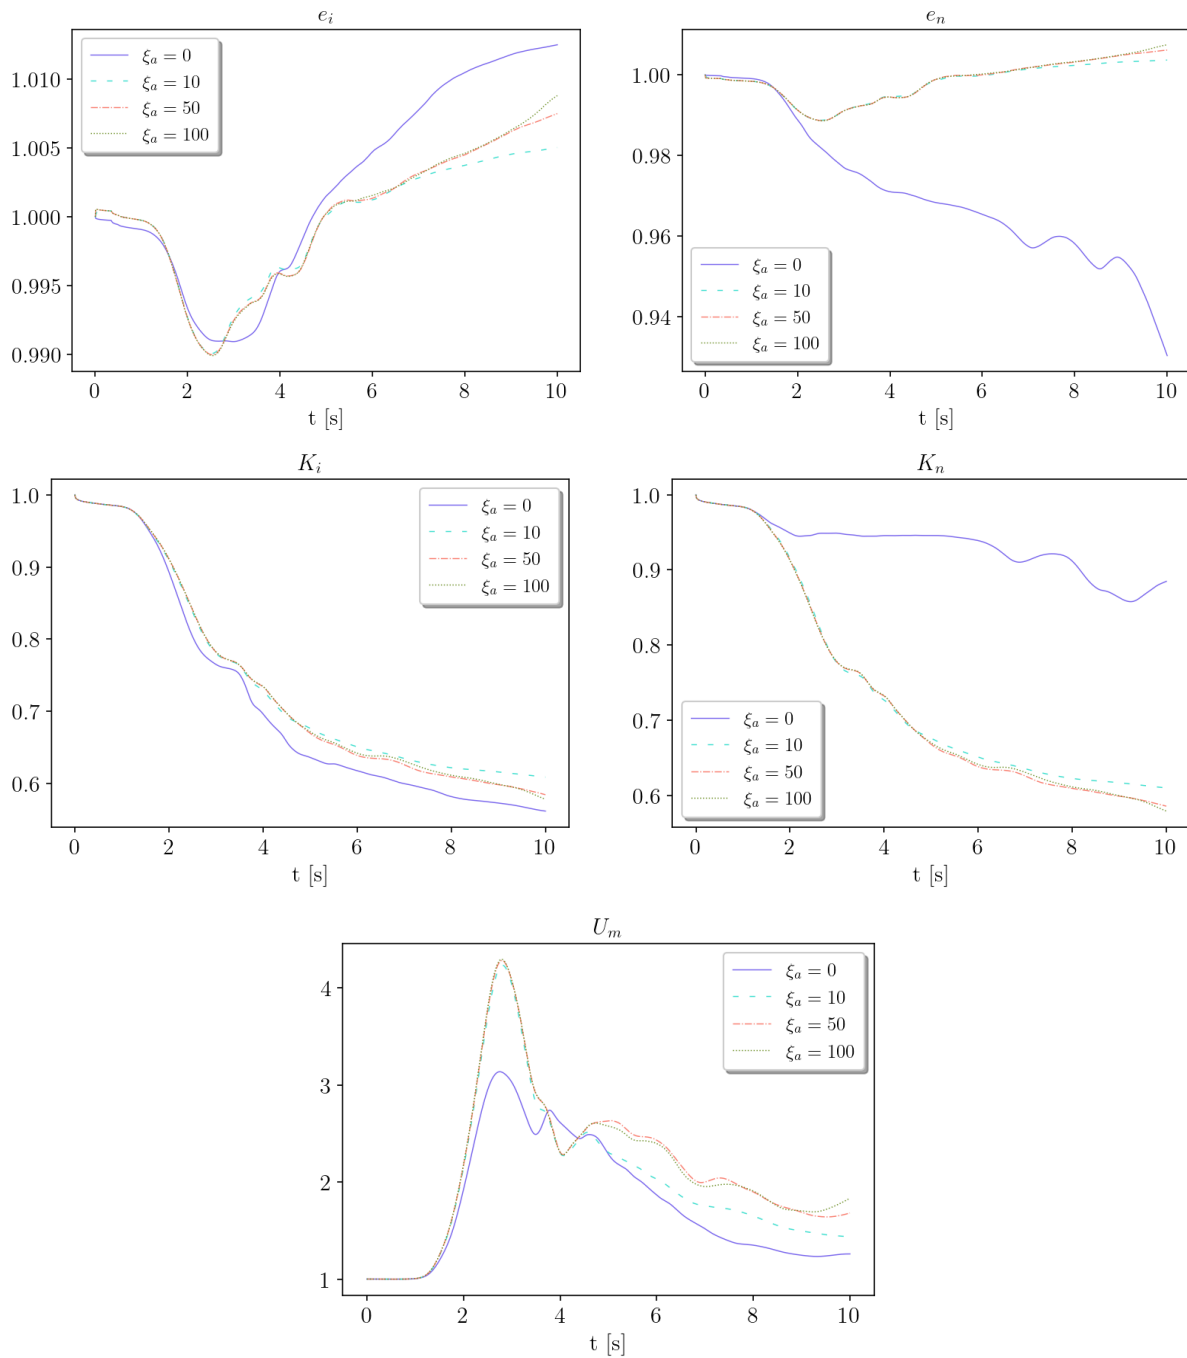 e_i
ξ_a = 0
ξ_a = 10
ξ_a = 50
ξ_a = 100
1.010
1.005
1.000
0.995
0.990
0 2 4 6 8 10
t [s]
e_n
1.00
0.98
0.96
0.94
ξ_a = 0
ξ_a = 10
ξ_a = 50
ξ_a = 100
0 2 4 6 8 10
t [s]
K_i
1.0
0.9
0.8
0.7
0.6
ξ_a = 0
ξ_a = 10
ξ_a = 50
ξ_a = 100
0 2 4 6 8 10
t [s]
K_n
1.0
0.9
0.8
0.7
0.6
ξ_a = 0
ξ_a = 10
ξ_a = 50
ξ_a = 100
0 2 4 6 8 10
t [s]
U_m
4
3
2
1
ξ_a = 0
ξ_a = 10
ξ_a = 50
ξ_a = 100
0 2 4 6 8 10
t [s]